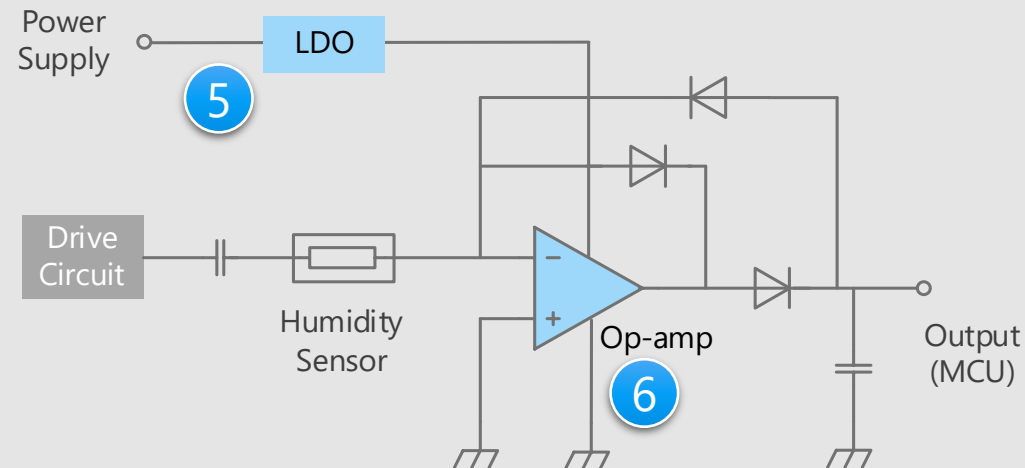 Power
Supply
LDO
5
Drive
Circuit
Humidity
Sensor
−
+
Op-amp
6
Output
(MCU)